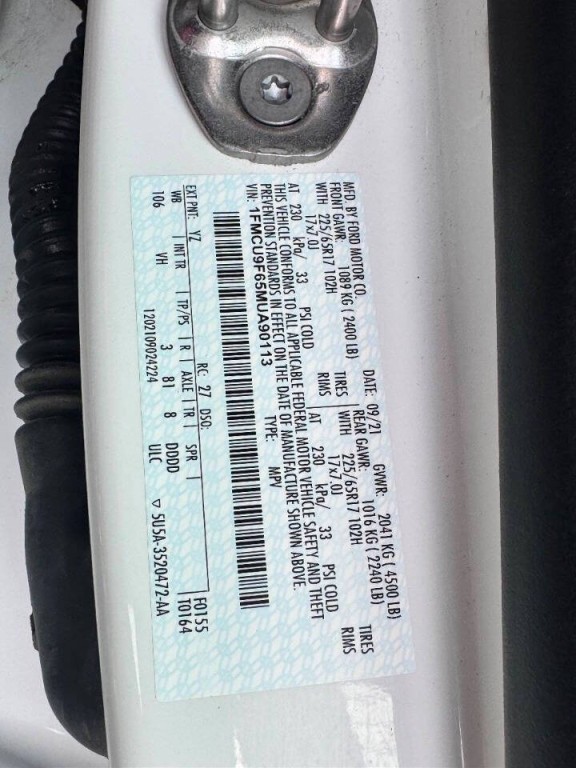 MFD. BY FORD MOTOR CO.
DATE: 09/21 GVWR: 2041 KG ( 4500 LB)
FRONT GAWR: 1089 KG ( 2400 LB) REAR GAWR: 1016 KG ( 2240 LB)
WITH 225/65R17 102H TIRES WITH 225/65R17 102H TIRES
17x7.0J RIMS 17x7.0J RIMS
AT 230 kPa/ 33 PSI COLD AT 230 kPa/ 33 PSI COLD
THIS VEHICLE CONFORMS TO ALL APPLICABLE FEDERAL MOTOR VEHICLE SAFETY AND THEFT
PREVENTION STANDARDS IN EFFECT ON THE DATE OF MANUFACTURE SHOWN ABOVE.
VIN: 1FMCU9F65MUA90113 TYPE: MPV
F0155
T0164
EXT PNT: YZ RC: 27 DSO:
WB INT TR TP/PS R AXLE TR SPR
106 VH 3 81 8 DDDD
1202109024224 ULC ▽ 5U5A-3520472-AA